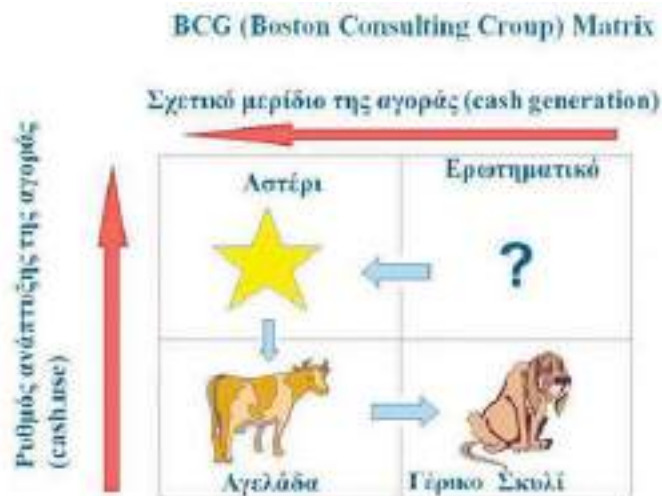 BCG (Boston Consulting Croup) Matrix
Σχετικό μερίδιο της αγοράς (cash generation)
Ρυθμός ανάπτυξης της αγοράς
(cash use)
Αστέρι
Ερωτηματικό
?
Αγελάδα
Γέρικο Σκυλί